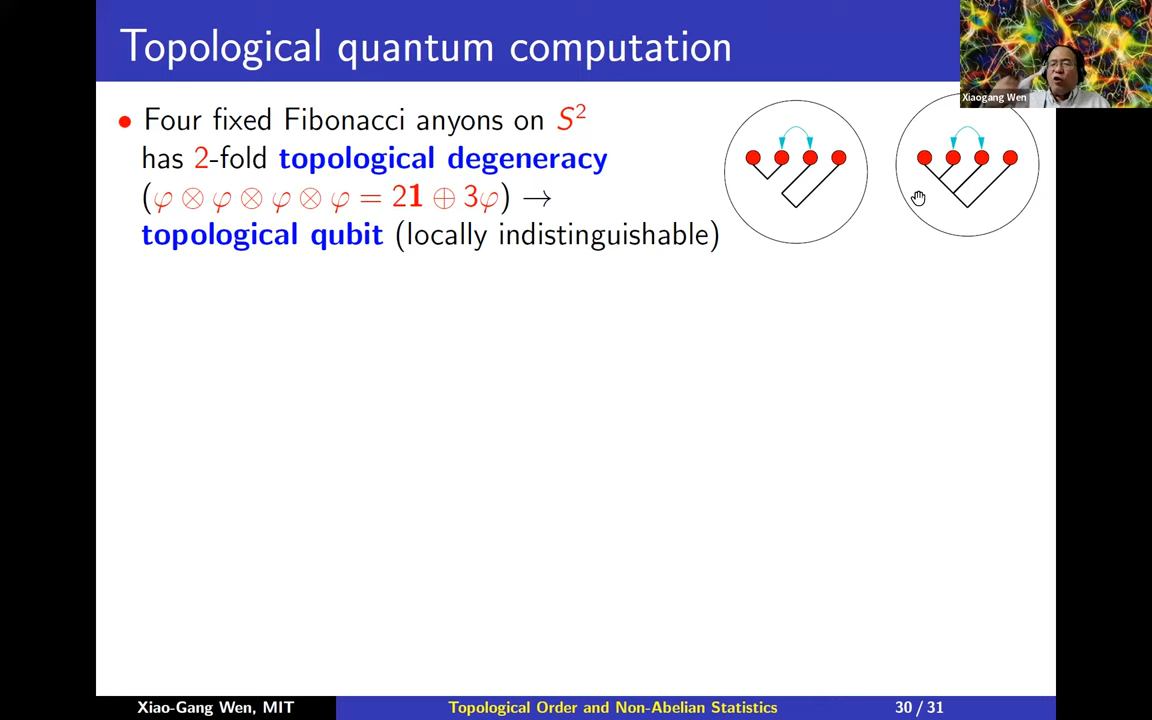 Topological quantum computation
Xiaogang Wen
• Four fixed Fibonacci anyons on S²
has 2-fold topological degeneracy
(φ ⊗ φ ⊗ φ ⊗ φ = 2𝟏 ⊕ 3φ) →
topological qubit (locally indistinguishable)
Xiao-Gang Wen, MIT
Topological Order and Non-Abelian Statistics
30 / 31